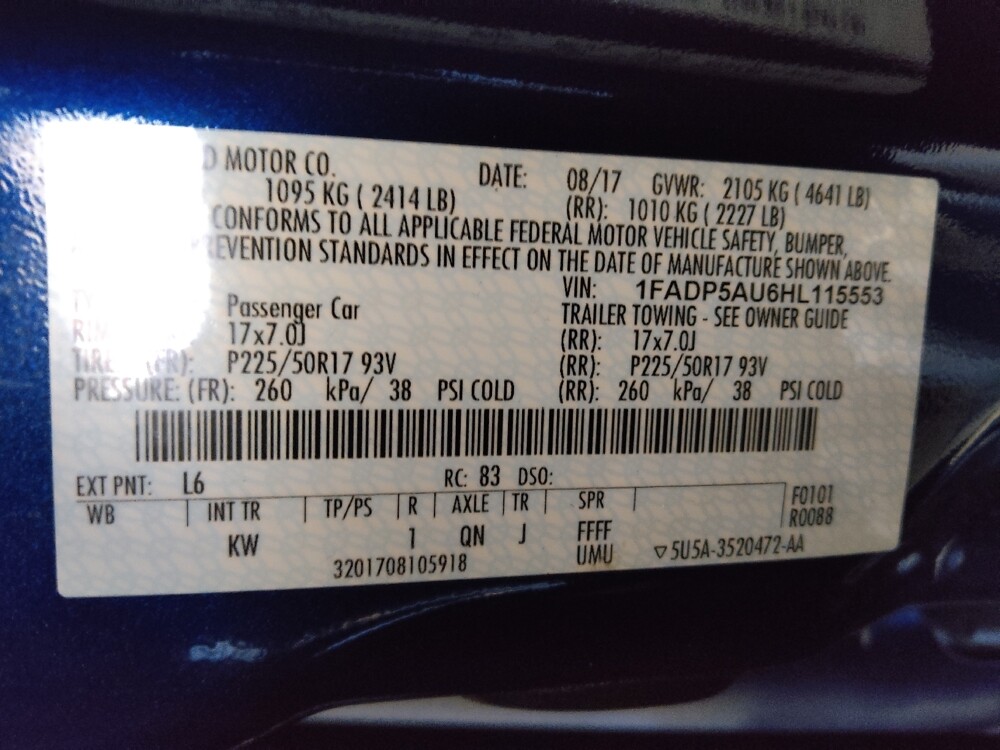 MOTOR CO. DATE: 08/17 GVWR: 2105 KG ( 4641 LB)
1095 KG ( 2414 LB) (RR): 1010 KG ( 2227 LB)
CONFORMS TO ALL APPLICABLE FEDERAL MOTOR VEHICLE SAFETY, BUMPER,
EVENTION STANDARDS IN EFFECT ON THE DATE OF MANUFACTURE SHOWN ABOVE.
VIN: 1FADP5AU6HL115553
Passenger Car TRAILER TOWING - SEE OWNER GUIDE
17x7.0J (RR): 17x7.0J
TIRE (FR): P225/50R17 93V (RR): P225/50R17 93V
PRESSURE: (FR): 260 kPa/ 38 PSI COLD (RR): 260 kPa/ 38 PSI COLD
EXT PNT: L6 RC: 83 DSO:
WB INT TR TP/PS R AXLE TR SPR F0101
R0088
KW 1 QN J FFFF
UMU
3201708105918 ▽5U5A-3520472-AA